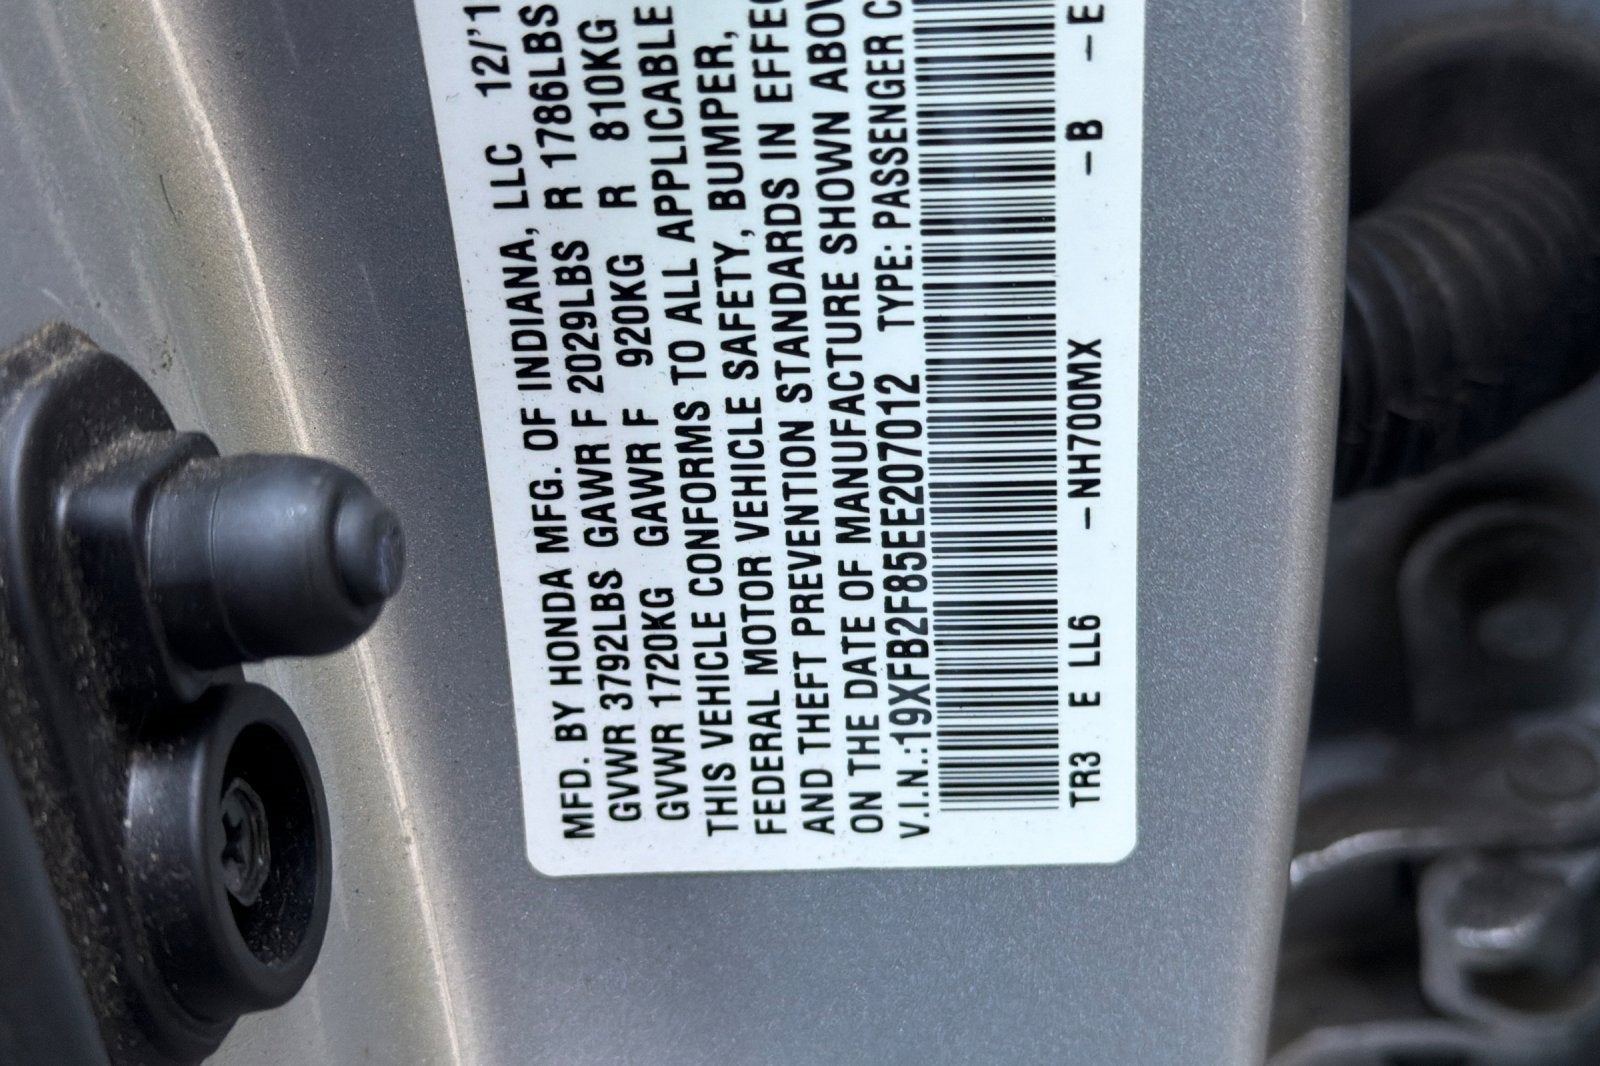 MFD. BY HONDA MFG. OF INDIANA, LLC 12/'1
GVWR 3792LBS GAWR F 2029LBS R 1786LBS
GVWR 1720KG GAWR F 920KG R 810KG
THIS VEHICLE CONFORMS TO ALL APPLICABLE
FEDERAL MOTOR VEHICLE SAFETY, BUMPER,
AND THEFT PREVENTION STANDARDS IN EFFEC
ON THE DATE OF MANUFACTURE SHOWN ABOV
V.I.N.:19XFB2F85EE207012 TYPE: PASSENGER C
TR3 E LL6 –NH700MX –B –E